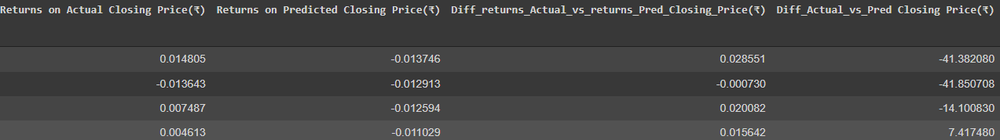 Returns on Actual Closing Price(₹) Returns on Predicted Closing Price(₹) Diff_returns_Actual_vs_returns_Pred_Closing_Price(₹) Diff_Actual_vs_Pred Closing Price(₹)
0.014805 -0.013746 0.028551 -41.382080
-0.013643 -0.012913 -0.000730 -41.850708
0.007487 -0.012594 0.020082 -14.100830
0.004613 -0.011029 0.015642 7.417480